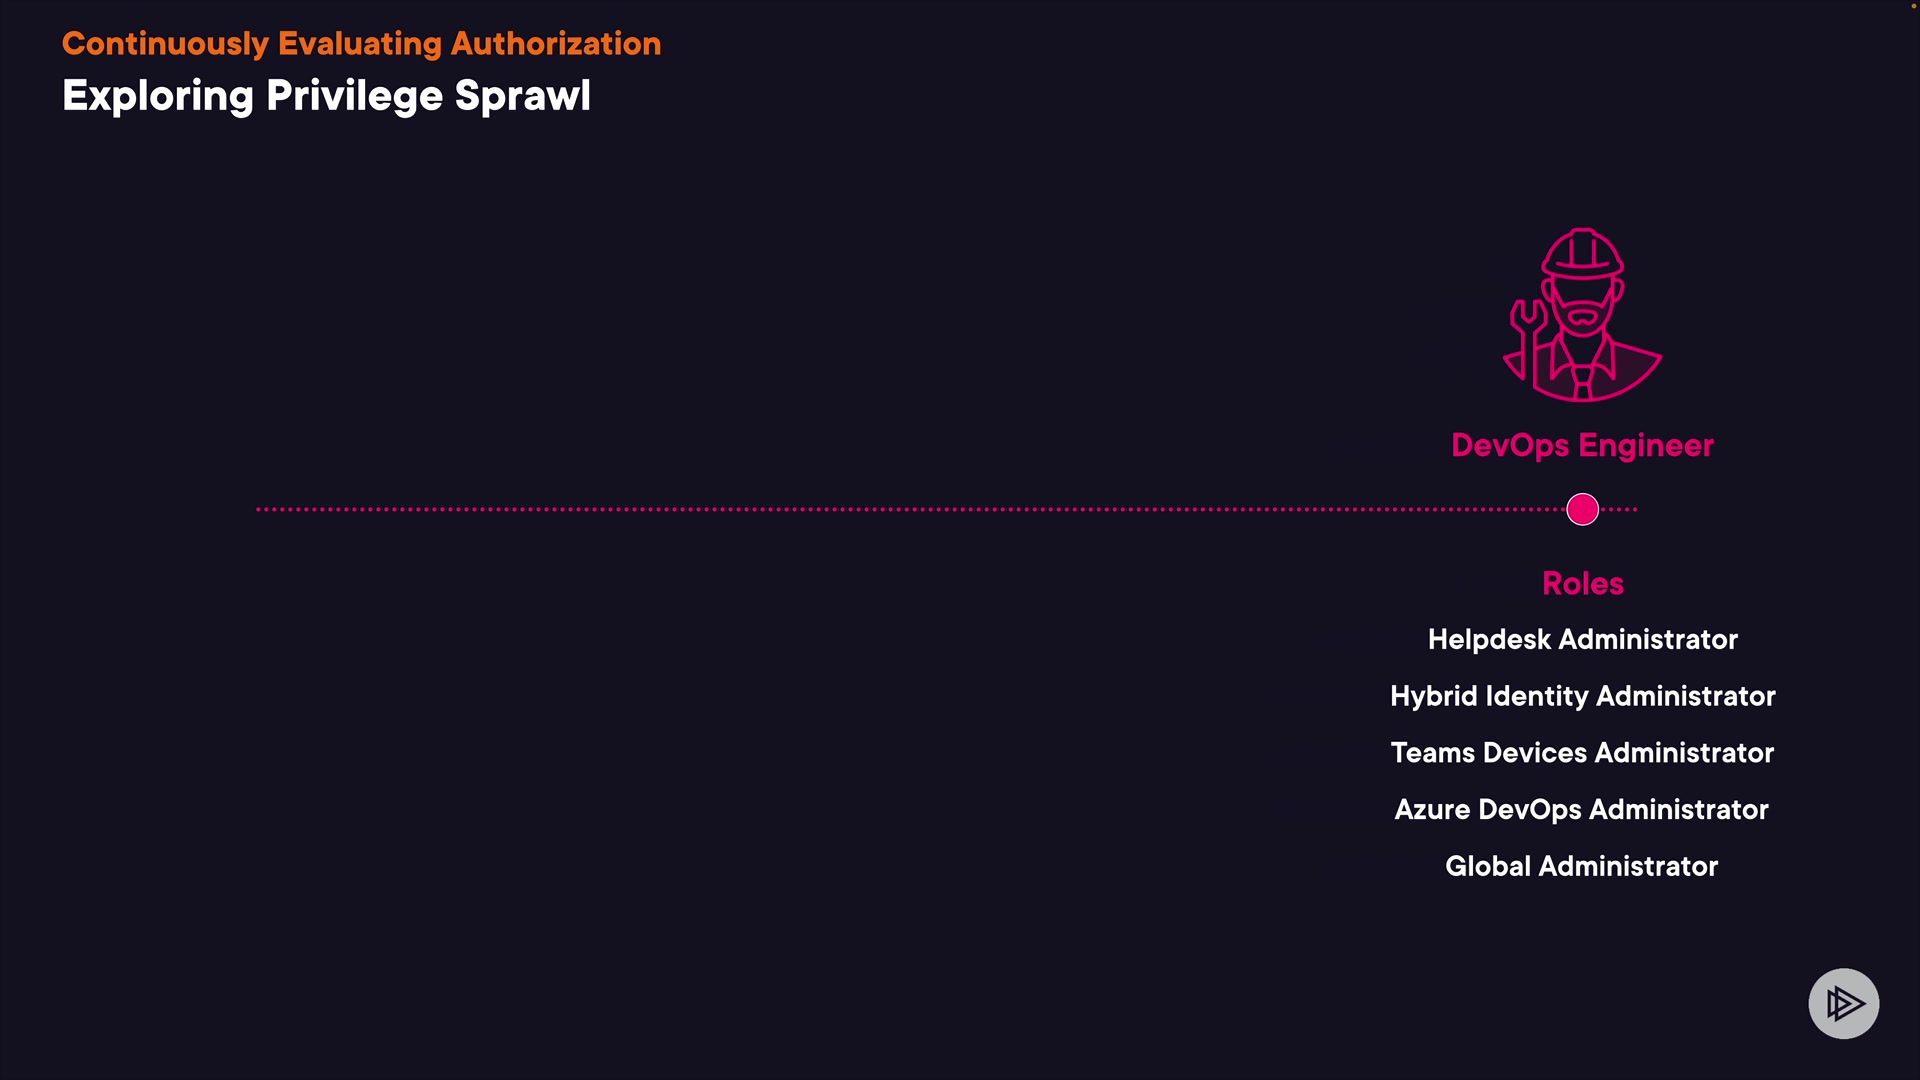 Continuously Evaluating Authorization
Exploring Privilege Sprawl
DevOps Engineer
Roles
Helpdesk Administrator
Hybrid Identity Administrator
Teams Devices Administrator
Azure DevOps Administrator
Global Administrator